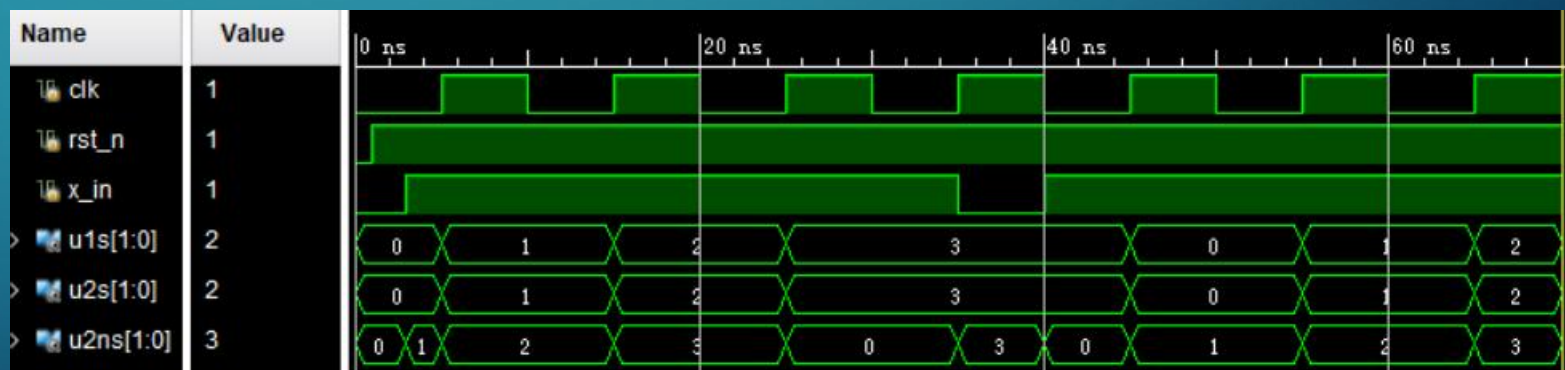 Name Value 0 ns 20 ns 40 ns 60 ns
clk 1
rst_n 1
x_in 1
u1s[1:0] 2 0 1 2 3 0 1 2
u2s[1:0] 2 0 1 2 3 0 1 2
u2ns[1:0] 3 0 1 2 3 0 3 0 1 2 3